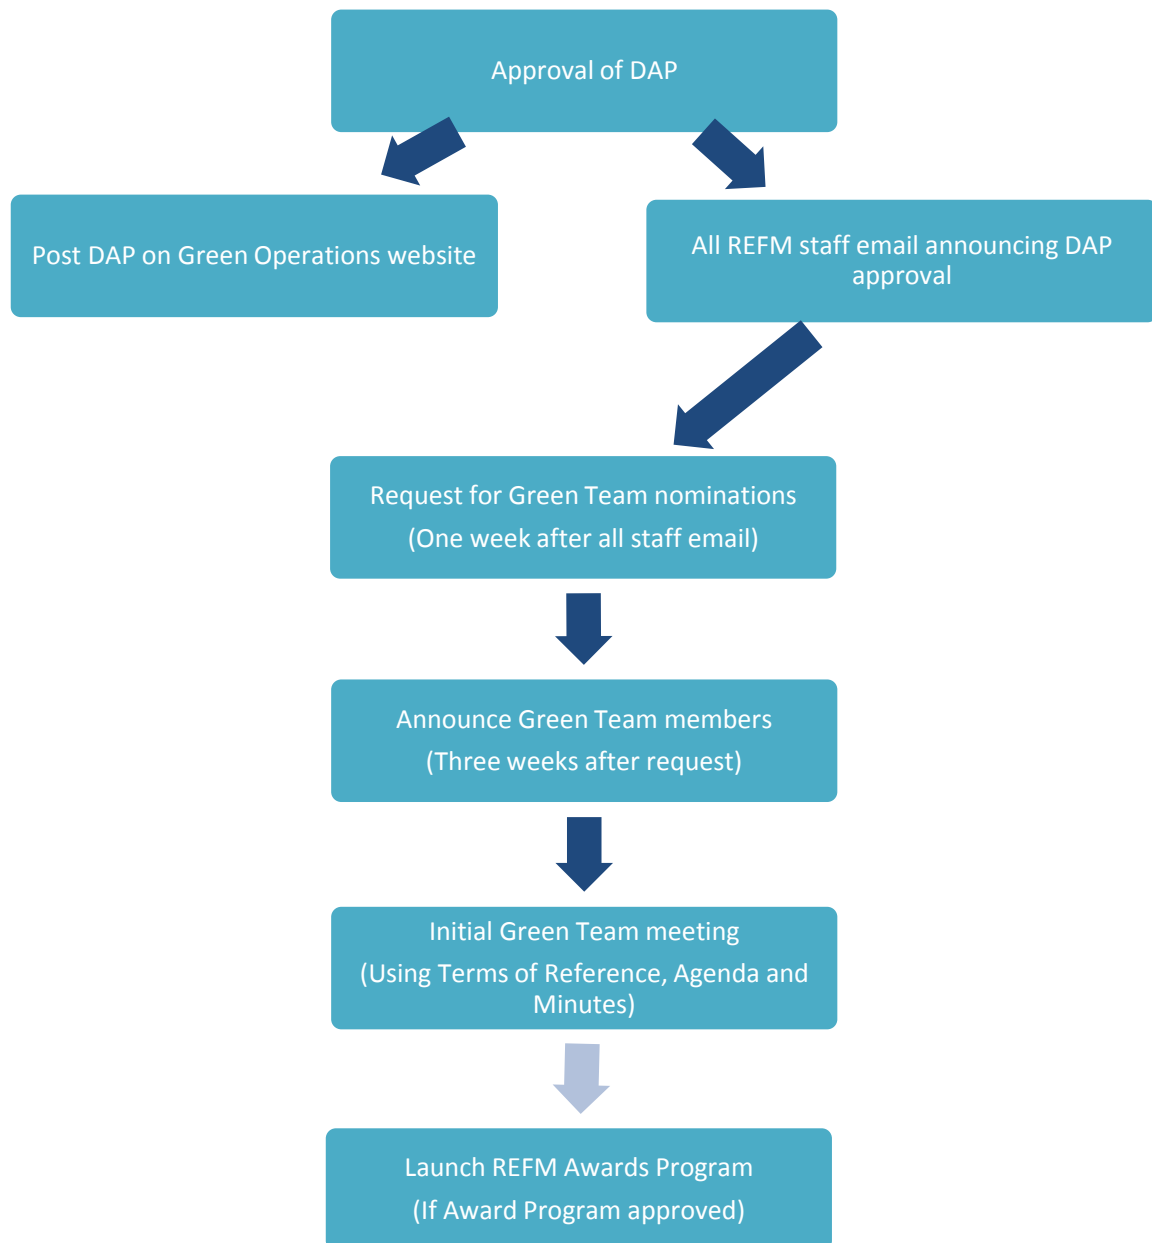 Approval of DAP
Post DAP on Green Operations website
All REFM staff email announcing DAP
approval
Request for Green Team nominations
(One week after all staff email)
Announce Green Team members
(Three weeks after request)
Initial Green Team meeting
(Using Terms of Reference, Agenda and
Minutes)
Launch REFM Awards Program
(If Award Program approved)